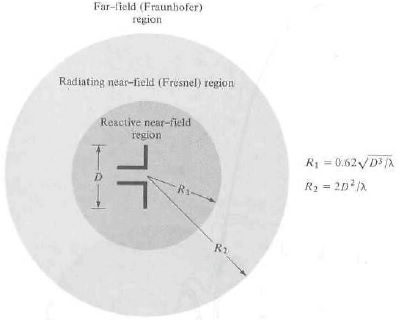 Far-field (Fraunhofer)
region
Radiating near-field (Fresnel) region
Reactive near-field
region
D
R₁
R₂
R₁ = 0.62√D³/λ
R₂ = 2D²/λ